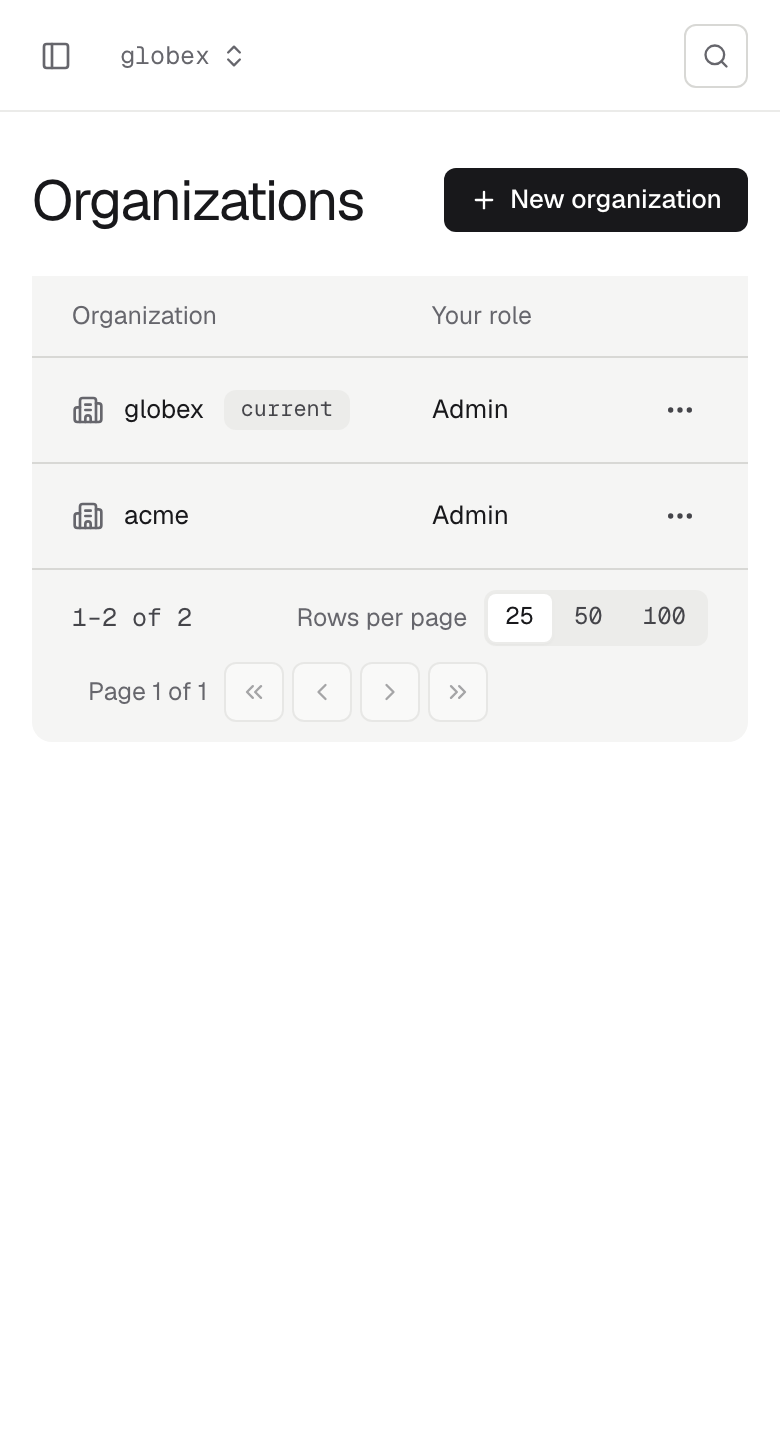 globex
Organizations
New organization
Organization Your role
globex current Admin
acme Admin
1–2 of 2 Rows per page 25 50 100
Page 1 of 1